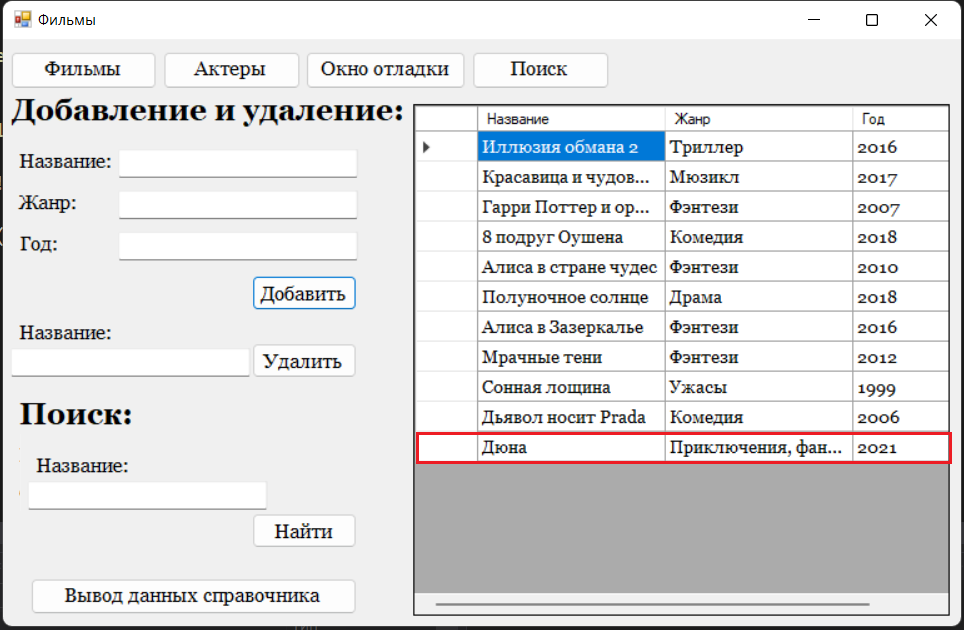 Фильмы
Фильмы Актеры Окно отладки Поиск
Добавление и удаление:
Название:
Жанр:
Год:
Добавить
Название:
Удалить
Поиск:
Название:
Найти
Вывод данных справочника
Название Жанр Год
Иллюзия обмана 2 Триллер 2016
Красавица и чудов... Мюзикл 2017
Гарри Поттер и ор... Фэнтези 2007
8 подруг Оушена Комедия 2018
Алиса в стране чудес Фэнтези 2010
Полуночное солнце Драма 2018
Алиса в Зазеркалье Фэнтези 2016
Мрачные тени Фэнтези 2012
Сонная лощина Ужасы 1999
Дьявол носит Prada Комедия 2006
Дюна Приключения, фан... 2021